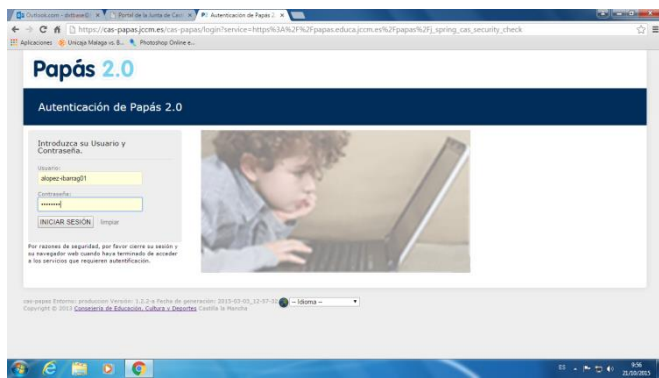 Outlook.com - distbase@
Portal de la Junta de Cast
Autenticación de Papás 2.
https://cas-papas.jccm.es/cas-papas/login?service=https%3A%2F%2Fpapas.educa.jccm.es%2Fpapas%2Fj_spring_cas_security_check
Aplicaciones Unicaja Malaga vs. B... Photoshop Online e...
Papás 2.0
Autenticación de Papás 2.0
Introduzca su Usuario y
Contraseña.
Usuario:
alopez-ibarrag01
Contraseña:
INICIAR SESIÓN limpiar
Por razones de seguridad, por favor cierre su sesión y
su navegador web cuando haya terminado de acceder
a los servicios que requieren autentificación.
cas-papas Entorno: produccion Versión: 1.2.2-a Fecha de generación: 2015-03-03_12-57-32
-- Idioma --
Copyright © 2013 Consejería de Educación, Cultura y Deportes Castilla la Mancha
ES
9:56
21/10/2015